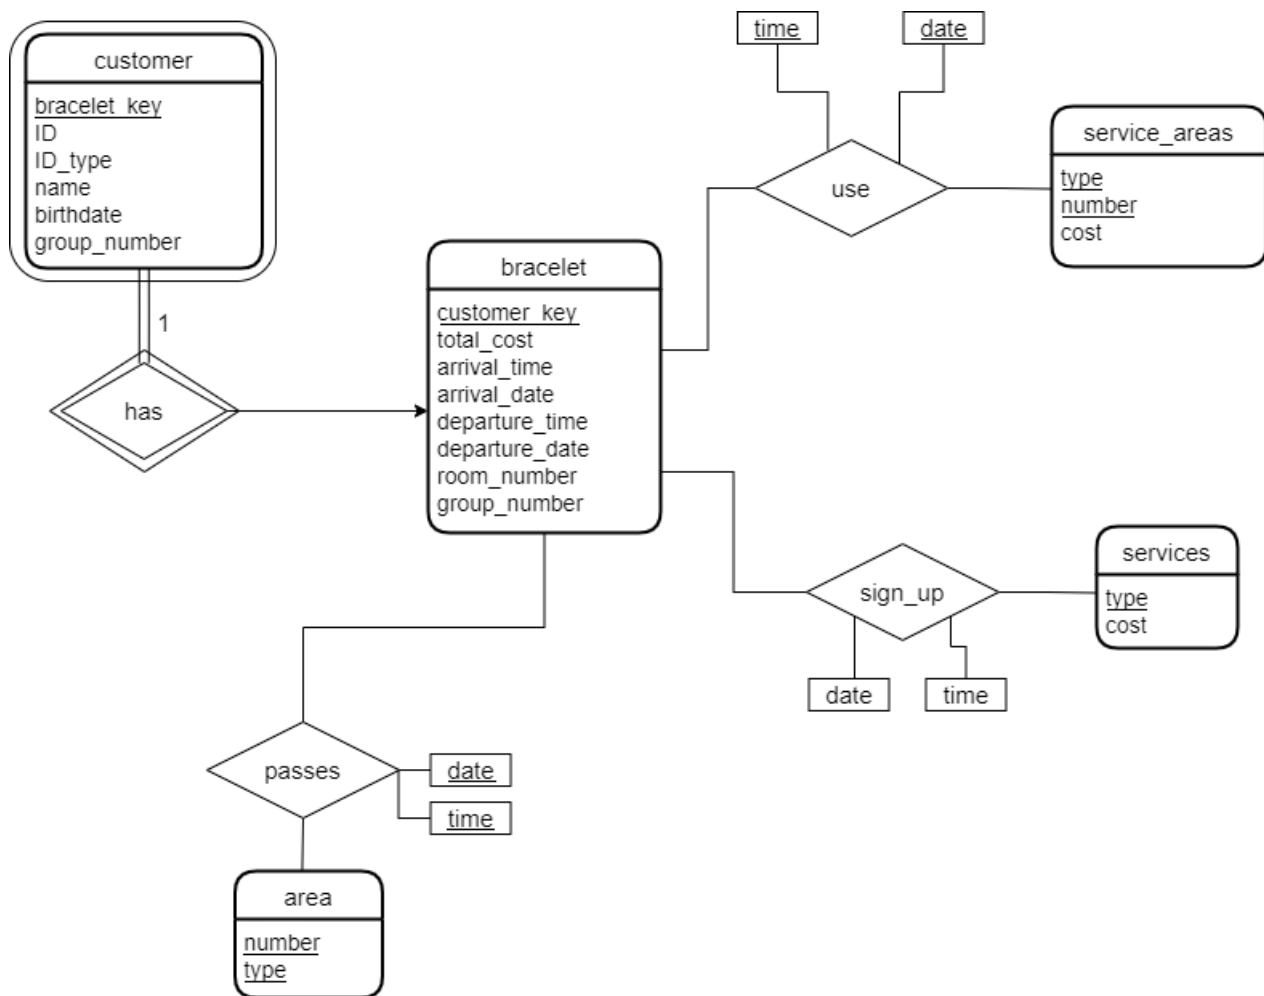 customer
bracelet_key
ID
ID_type
name
birthdate
group_number
1
has
time
date
use
service_areas
type
number
cost
bracelet
customer_key
total_cost
arrival_time
arrival_date
departure_time
departure_date
room_number
group_number
sign_up
date
time
services
type
cost
passes
date
time
area
number
type